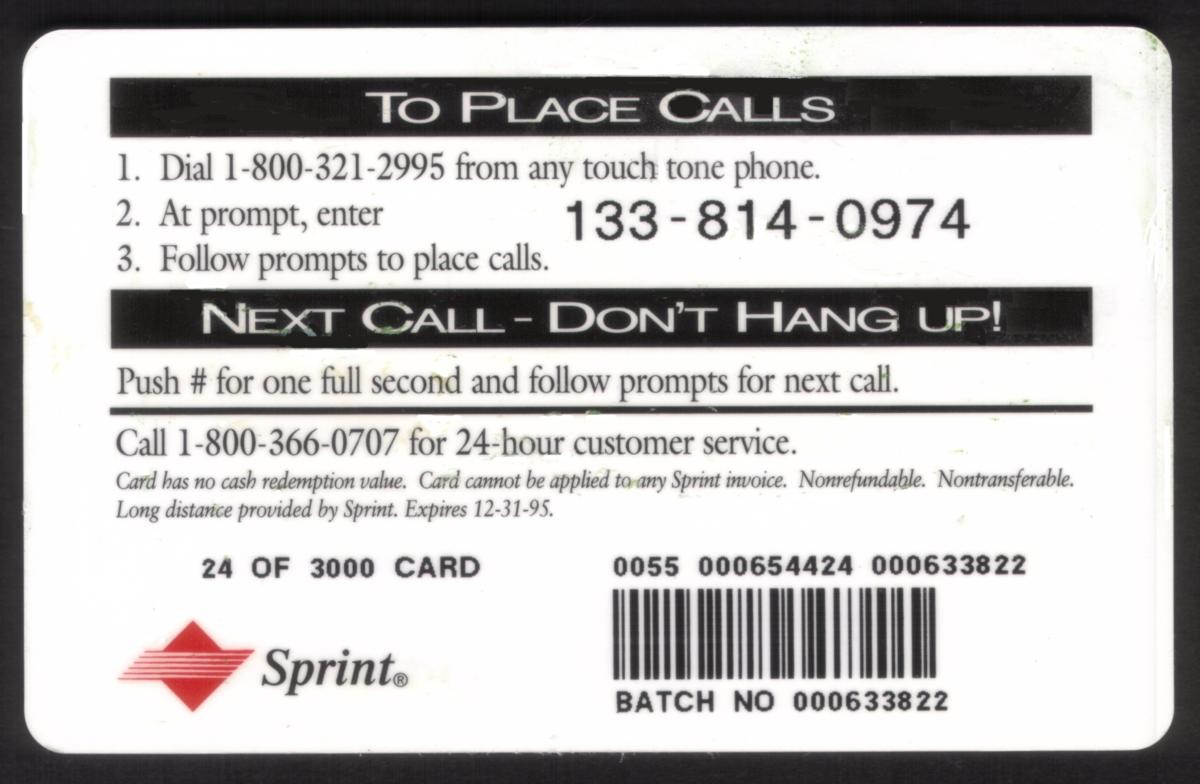 TO PLACE CALLS
1. Dial 1-800-321-2995 from any touch tone phone.
2. At prompt, enter 133-814-0974
3. Follow prompts to place calls.
NEXT CALL - DON'T HANG UP!
Push # for one full second and follow prompts for next call.
Call 1-800-366-0707 for 24-hour customer service.
Card has no cash redemption value. Card cannot be applied to any Sprint invoice. Nonrefundable. Nontransferable.
Long distance provided by Sprint. Expires 12-31-95.
24 OF 3000 CARD
0055 000654424 000633822
Sprint®
BATCH NO 000633822